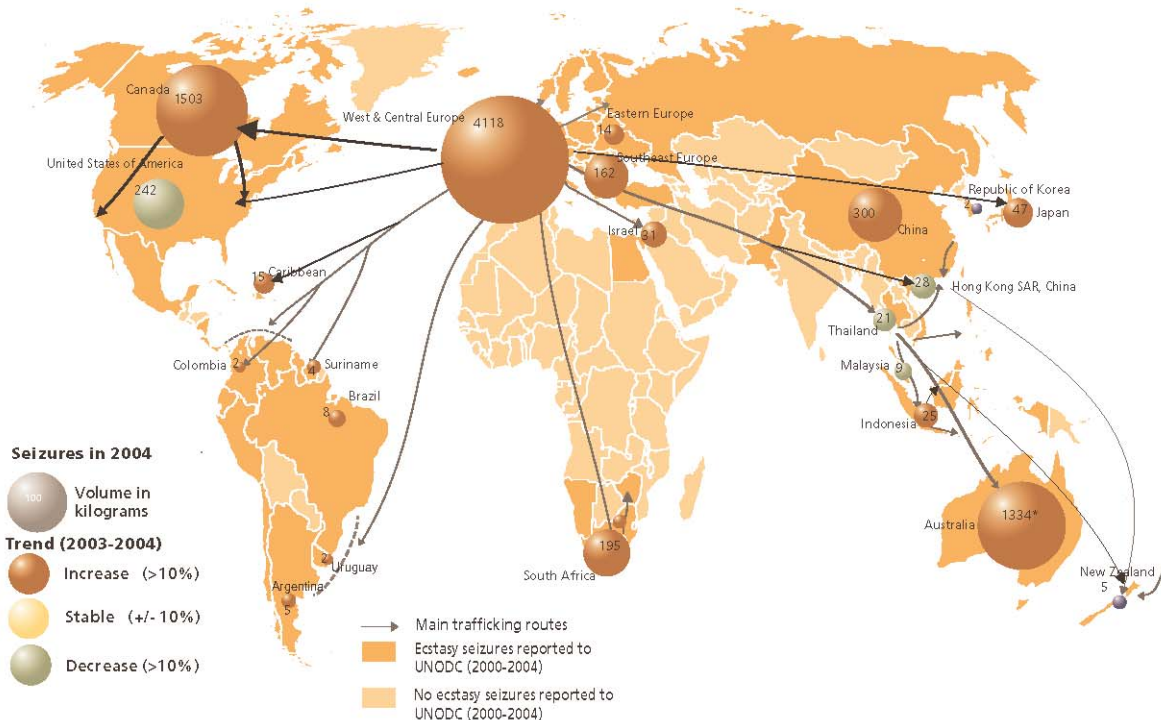 Canada
1503
West & Central Europe
4118
Eastern Europe
14
Southeast Europe
162
United States of America
242
Republic of Korea
47
Japan
300
China
Israel
31
15
Caribbean
28
Hong Kong SAR, China
21
Thailand
Colombia
2
Suriname
4
Malaysia
9
Brazil
8
Indonesia
25
Seizures in 2004
100
Volume in
kilograms
Trend (2003-2004)
Increase (>10%)
Stable (+/- 10%)
Decrease (>10%)
1334*
Australia
195
South Africa
2
Uruguay
Argentina
5
New Zealand
5
Main trafficking routes
Ecstasy seizures reported to
UNODC (2000-2004)
No ecstasy seizures reported to
UNODC (2000-2004)